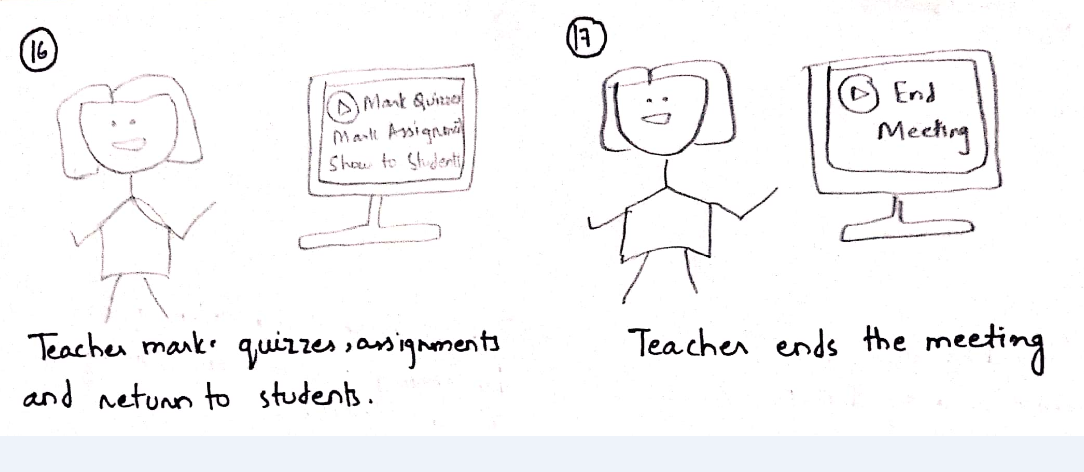 16
Mark Quizzes
Mark Assignment
Show to Students
Teacher marks quizzes, assignments
and return to students.
17
End
Meeting
Teacher ends the meeting